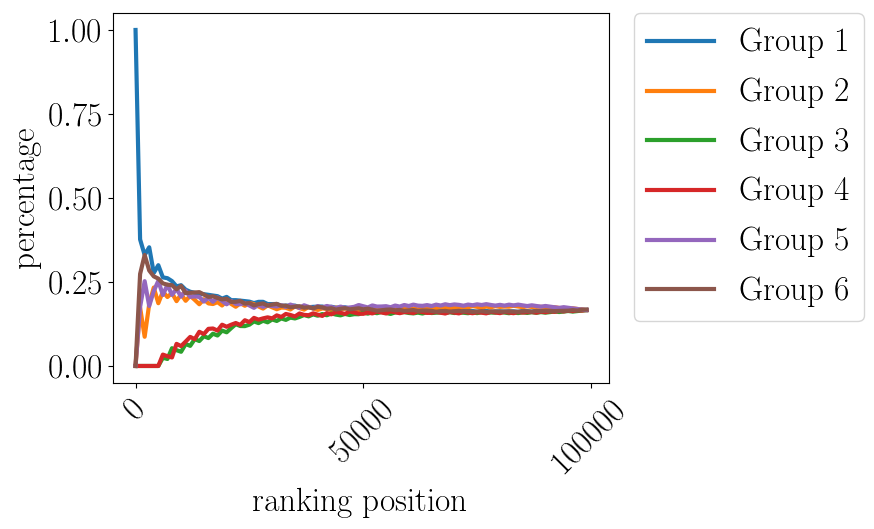 1.00
0.75
0.50
0.25
0.00
percentage
0
50000
100000
ranking position
Group 1
Group 2
Group 3
Group 4
Group 5
Group 6